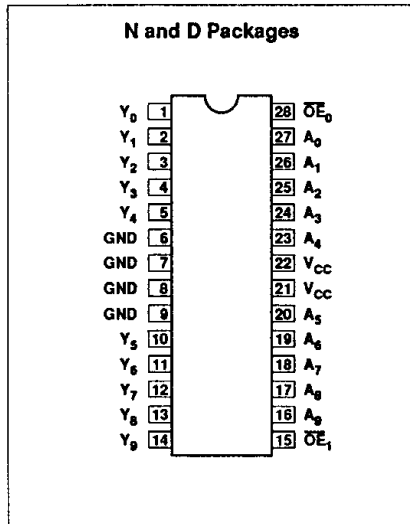 N and D Packages
Y0 1 28 OE0
Y1 2 27 A0
Y2 3 26 A1
Y3 4 25 A2
Y4 5 24 A3
GND 6 23 A4
GND 7 22 VCC
GND 8 21 VCC
GND 9 20 A5
Y5 10 19 A6
Y6 11 18 A7
Y7 12 17 A8
Y8 13 16 A9
Y9 14 15 OE1